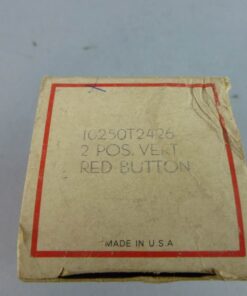 10250T2426
2 POS. VERT
RED BUTTON
MADE IN U.S.A